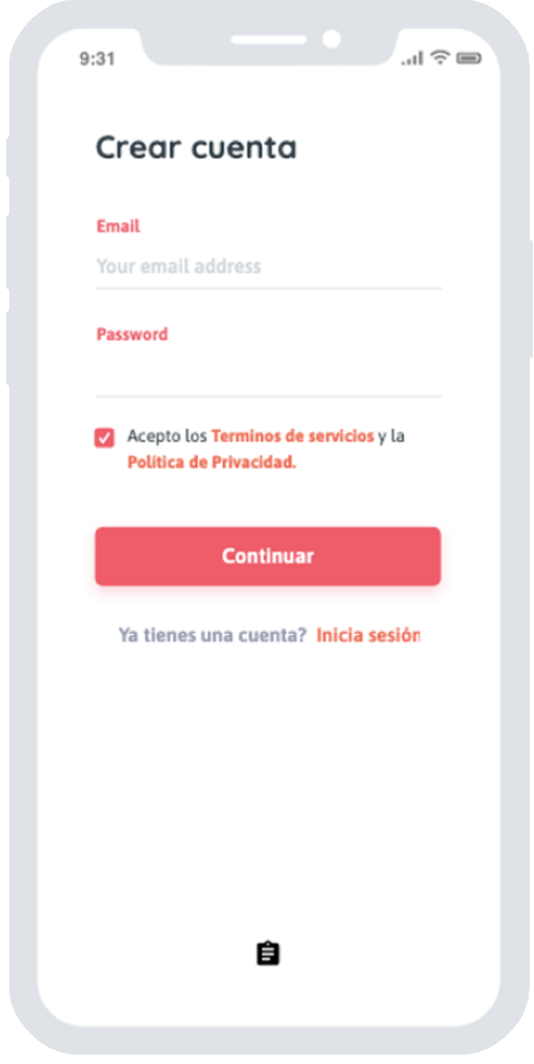 9:31
Crear cuenta
Email
Your email address
Password
Acepto los Terminos de servicios y la
Política de Privacidad.
Continuar
Ya tienes una cuenta? Inicia sesión